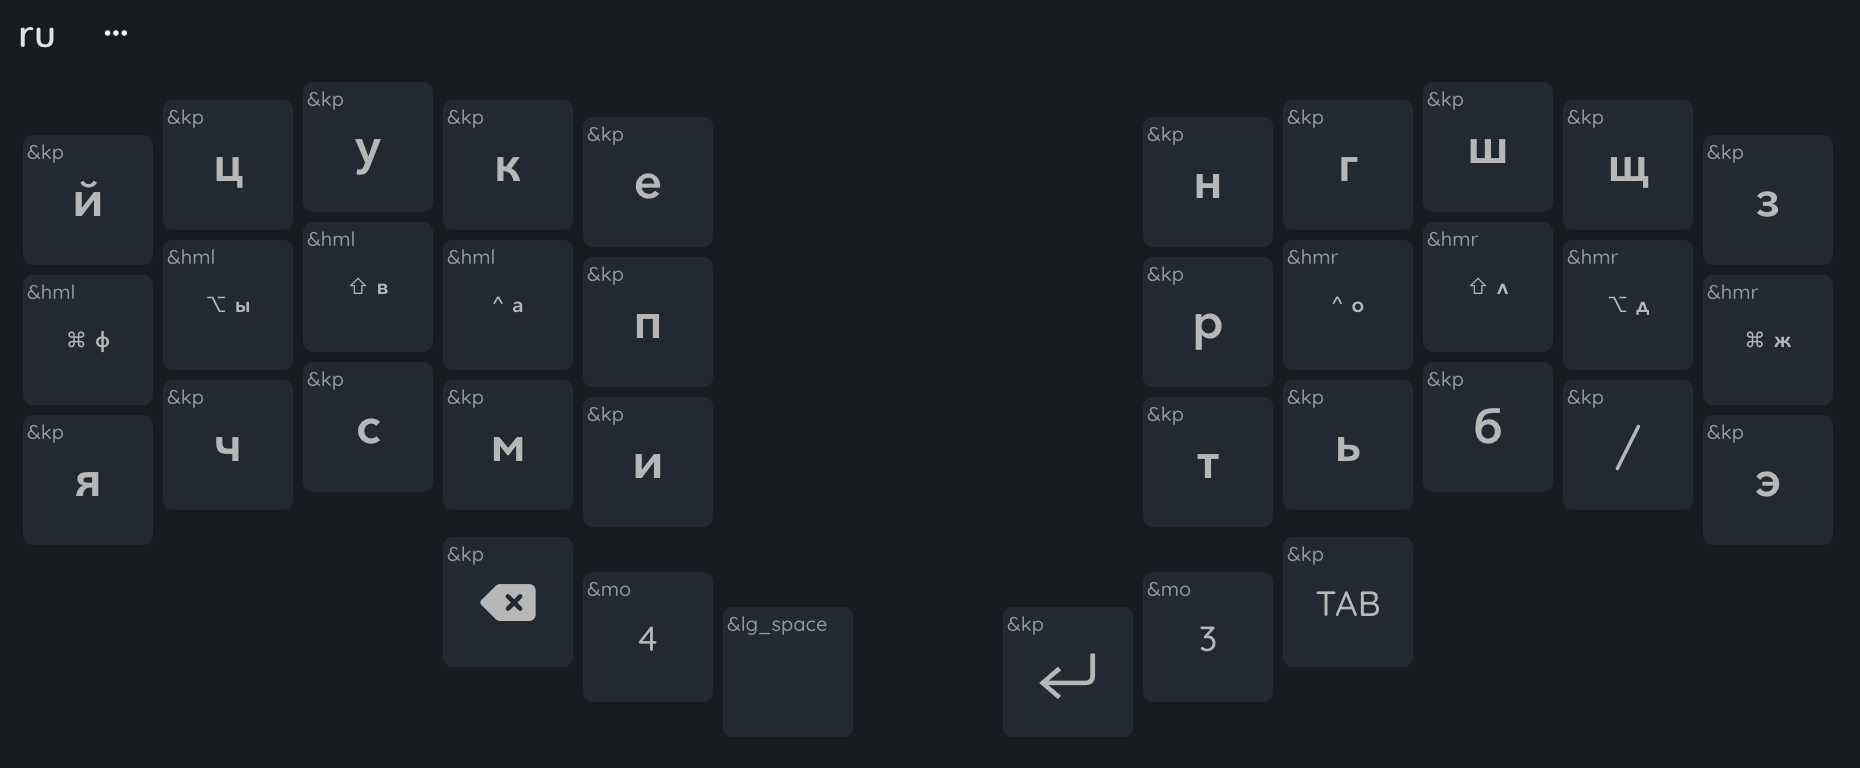 ru •••
&kp й
&kp ц
&kp у
&kp к
&kp е
&kp н
&kp г
&kp ш
&kp щ
&kp з
&hml ⌘ ф
&hml ⌥ ы
&hml ⇧ в
&hml ^ а
&kp п
&kp р
&hmr ^ о
&hmr ⇧ л
&hmr ⌥ д
&hmr ⌘ ж
&kp я
&kp ч
&kp с
&kp м
&kp и
&kp т
&kp ь
&kp б
&kp /
&kp э
&kp ⌫
&mo 4
&lg_space
&kp ↵
&mo 3
&kp TAB